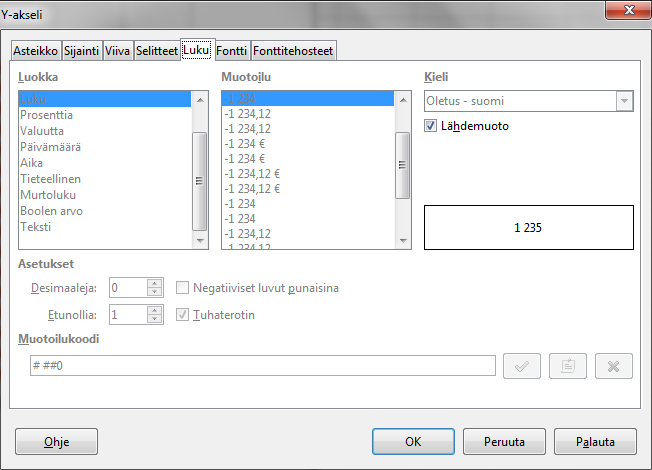 Y-akseli
Asteikko Sijainti Viiva Selitteet Luku Fontti Fonttitehosteet
Luokka Muotoilu Kieli
Luku
Prosenttia
Valuutta
Päivämäärä
Aika
Tieteellinen
Murtoluku
Boolen arvo
Teksti
-1 234
-1 234,12
-1 234,12
-1 234 €
-1 234 €
-1 234,12 €
-1 234,12 €
-1 234
-1 234
-1 234,12
-1 234,12
Oletus - suomi
Lähdemuoto
1 235
Asetukset
Desimaaleja: 0 Negatiiviset luvut punaisina
Etunollia: 1 Tuhaterotin
Muotoilukoodi
# ##0
Ohje OK Peruuta Palauta